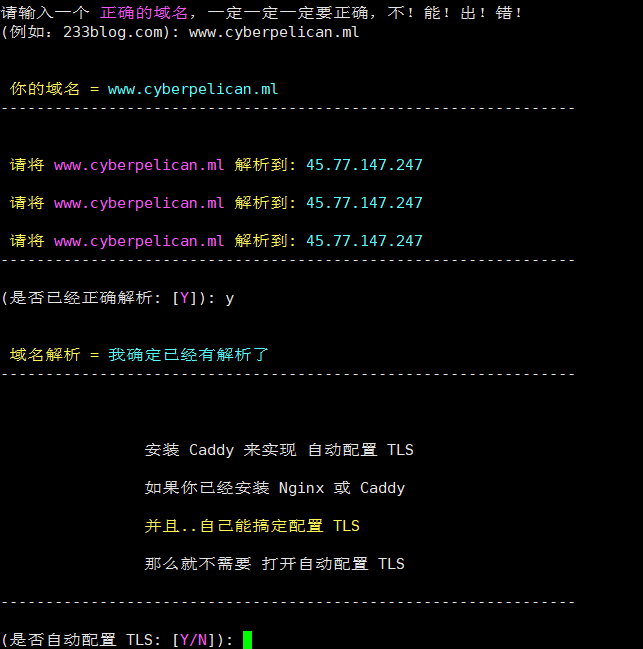 请输入一个 正确的域名，一定一定一定要正确，不！能！出！错！
(例如：233blog.com): www.cyberpelican.ml
你的域名 = www.cyberpelican.ml
----------------------------------------------------------------
请将 www.cyberpelican.ml 解析到: 45.77.147.247
请将 www.cyberpelican.ml 解析到: 45.77.147.247
请将 www.cyberpelican.ml 解析到: 45.77.147.247
----------------------------------------------------------------
(是否已经正确解析: [Y]): y
域名解析 = 我确定已经有解析了
----------------------------------------------------------------
安装 Caddy 来实现 自动配置 TLS
如果你已经安装 Nginx 或 Caddy
并且..自己能搞定配置 TLS
那么就不需要 打开自动配置 TLS
----------------------------------------------------------------
(是否自动配置 TLS: [Y/N]):